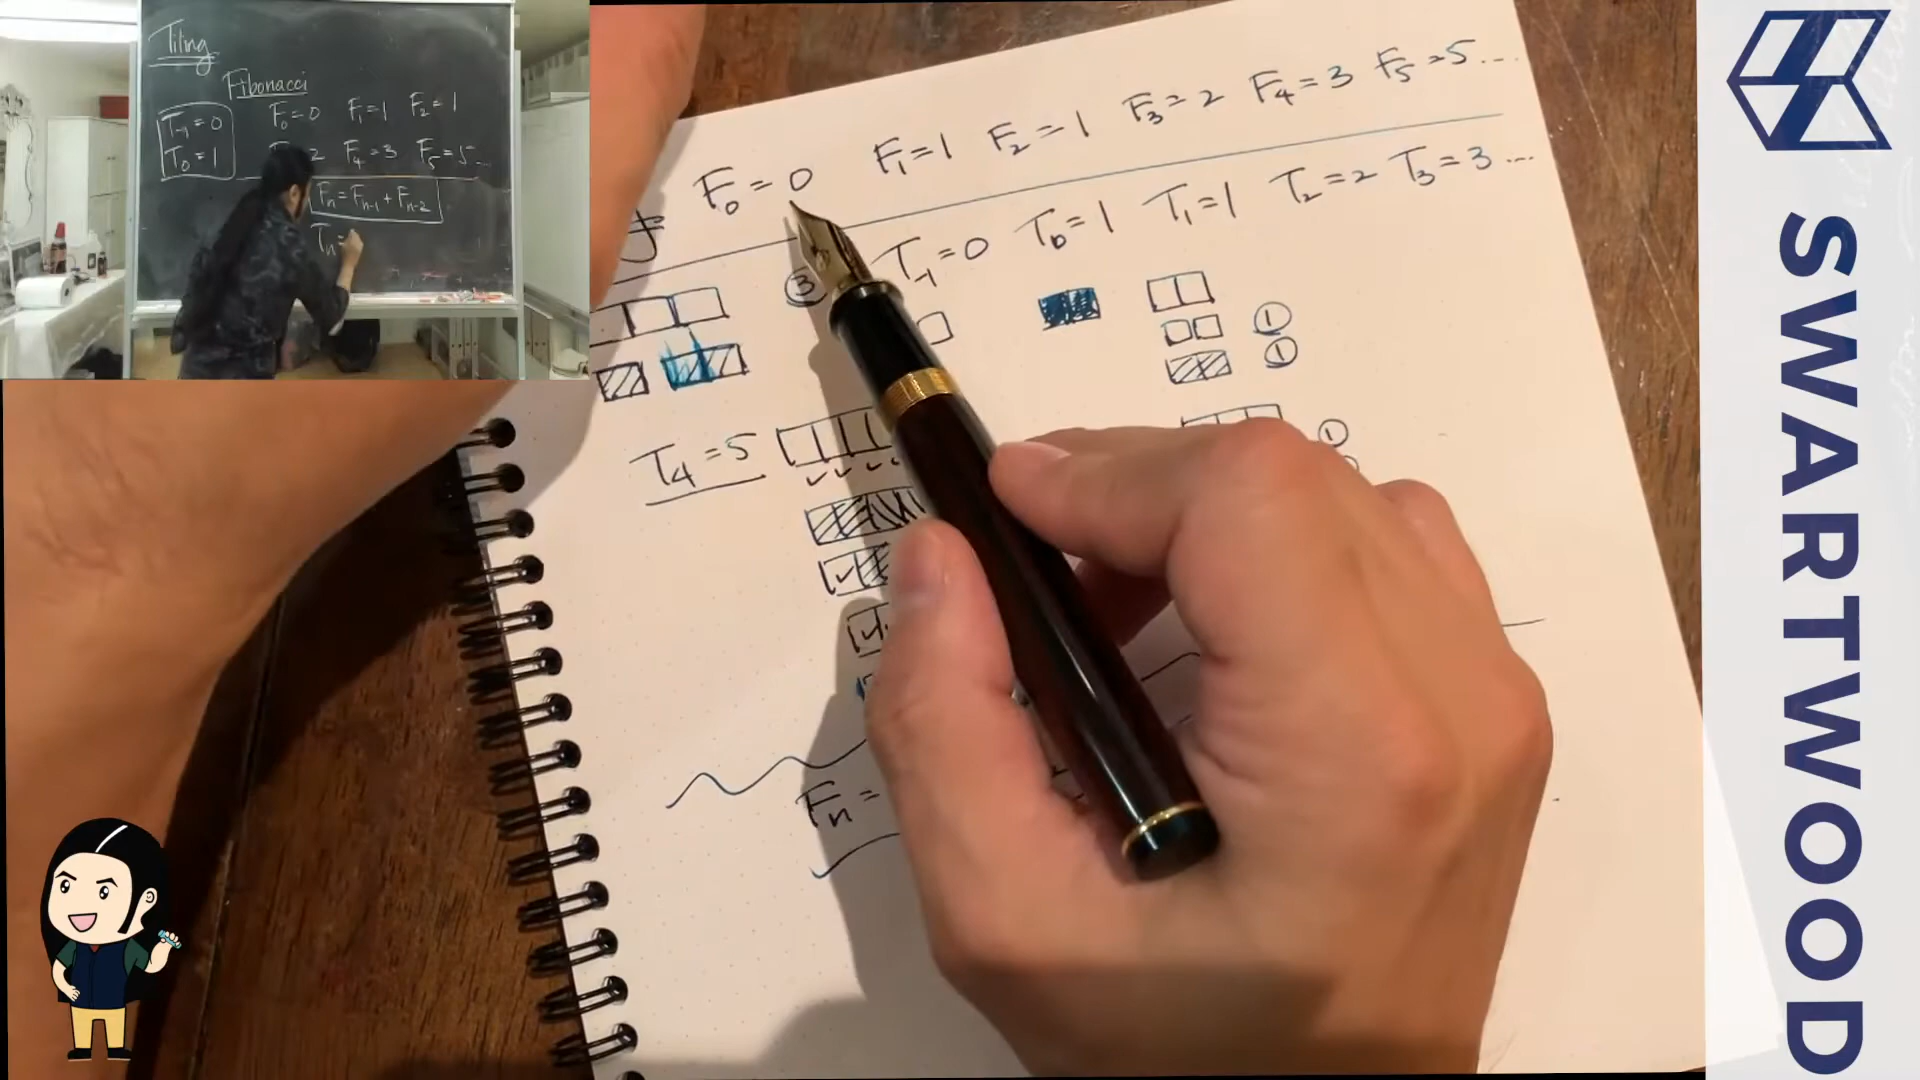 Tiling
Fibonacci
T₋₁=0
T₀=1
F₀=0 F₁=1 F₂=1
2 F₄=3 F₅=5...
Fₙ=Fₙ₋₁+Fₙ₋₂
Tₙ=
F₀=0 F₁=1 F₂=1 F₃=2 F₄=3 F₅=5...
T₋₁=0 T₀=1 T₁=1 T₂=2 T₃=3...
3
1
1
T₄=5
1
Fₙ=
SWARTWOOD